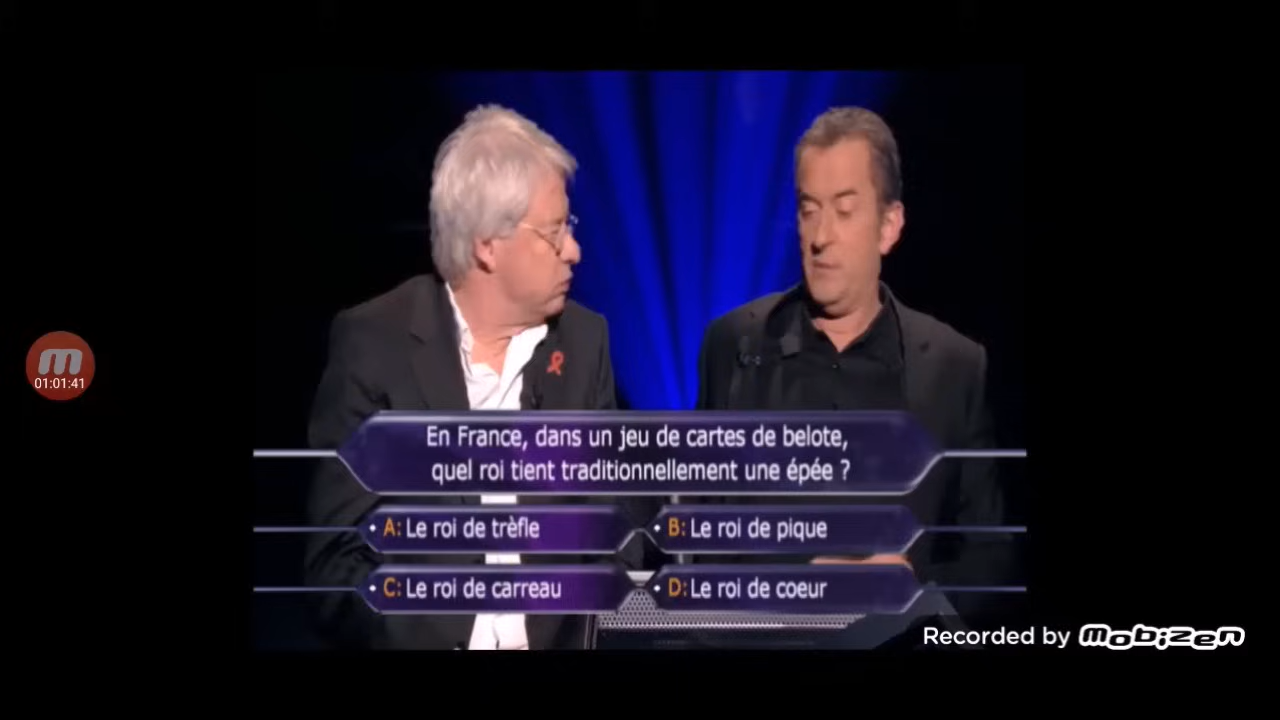 En France, dans un jeu de cartes de belote,
quel roi tient traditionnellement une épée ?
A: Le roi de trèfle
B: Le roi de pique
C: Le roi de carreau
D: Le roi de coeur
01:01:41
Recorded by mobizen